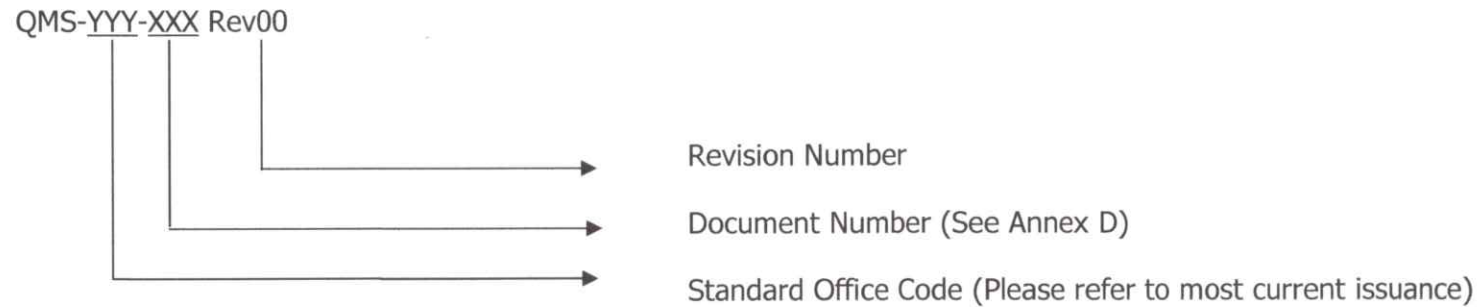 QMS-YYY-XXX Rev00
Revision Number
Document Number (See Annex D)
Standard Office Code (Please refer to most current issuance)